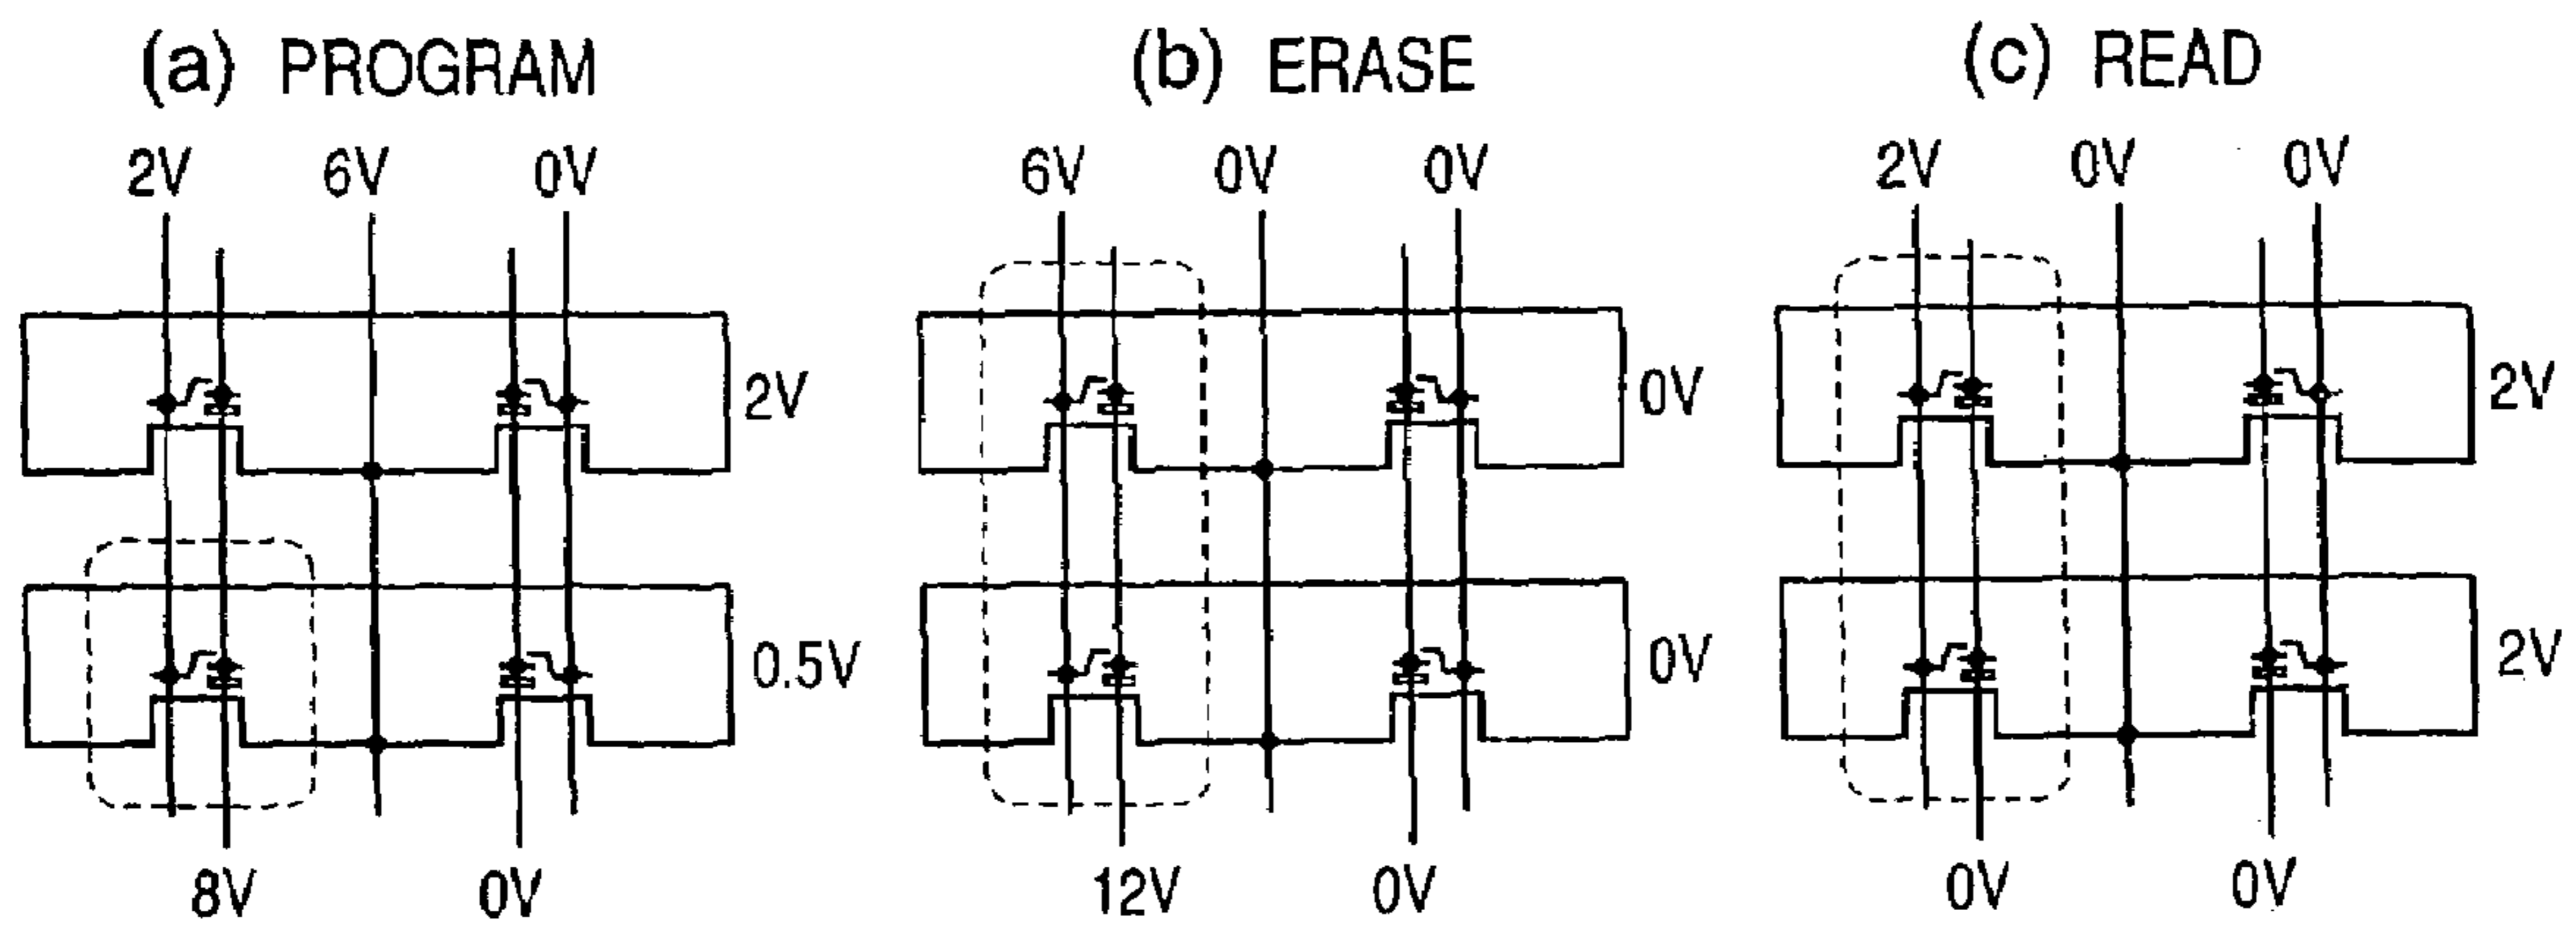 (a) PROGRAM (b) ERASE (c) READ
2V 6V 0V 6V 0V 0V 2V 0V 0V
2V 0V 2V
0.5V 0V 2V
8V 0V 12V 0V 0V 0V